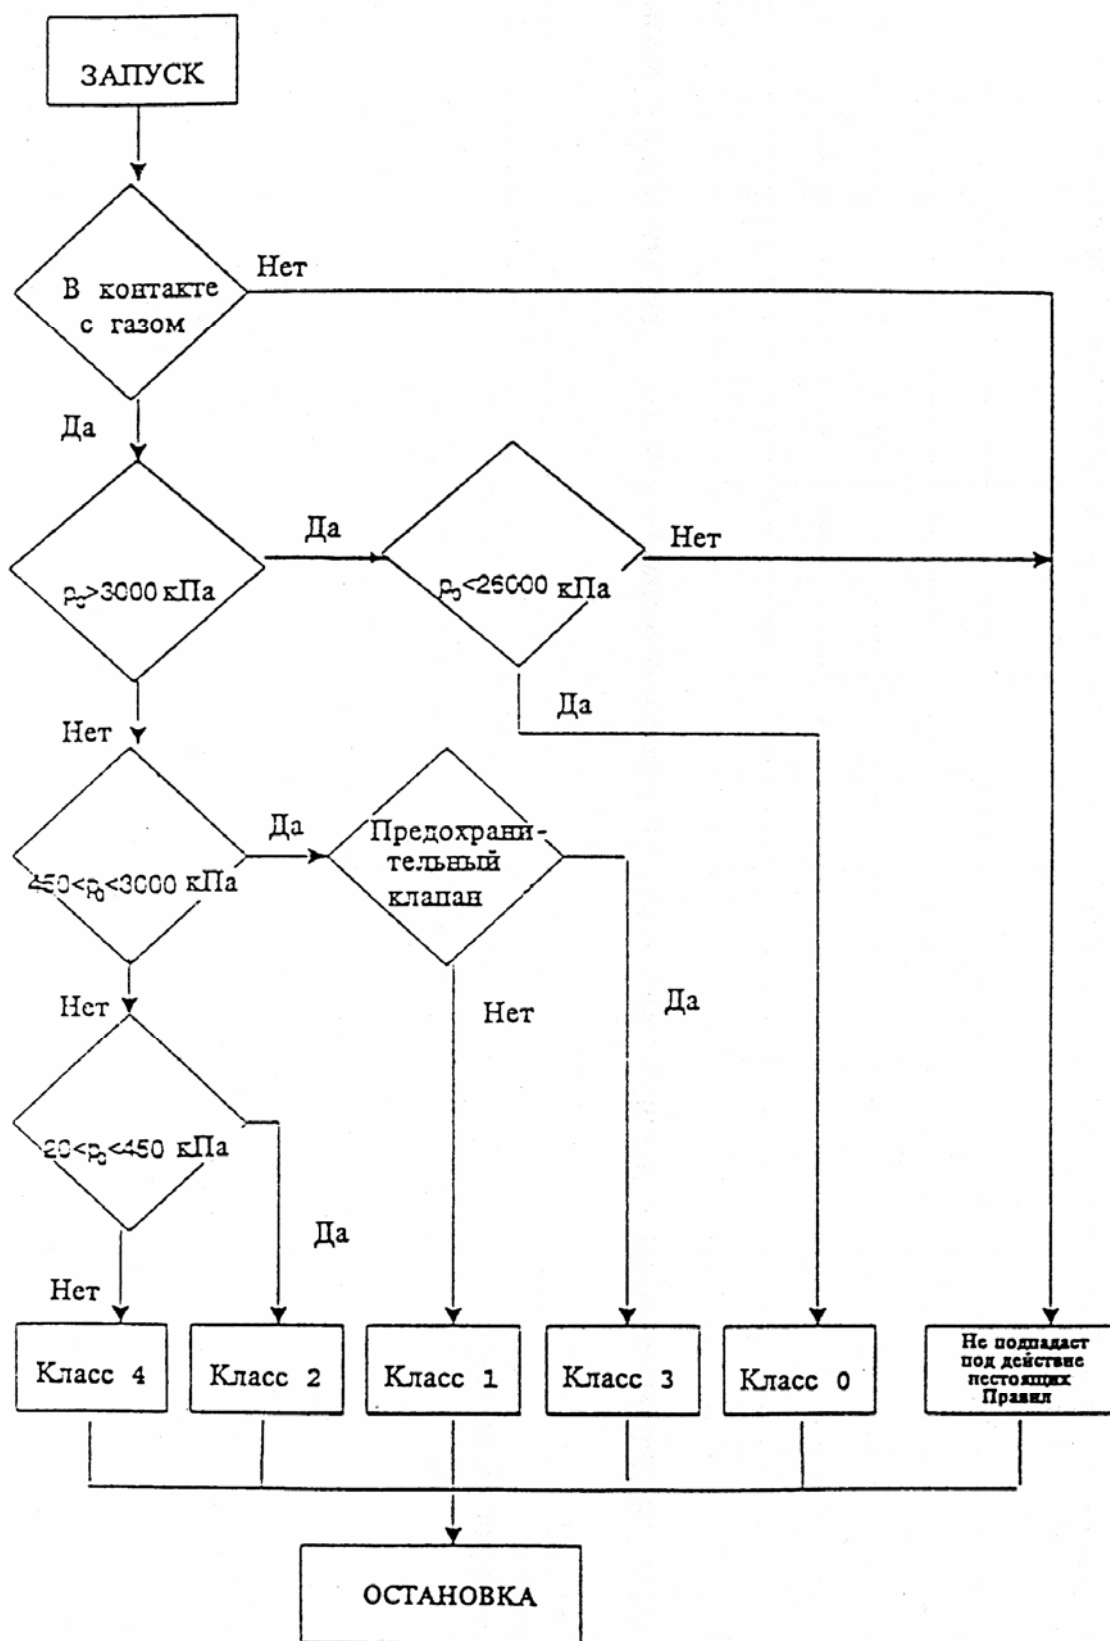 ЗАПУСК
Нет
В контакте
с газом
Да
Да
Нет
p₀>3000 кПа
p₀<26000 кПа
Да
Нет
Да
Предохрани-
тельный
клапан
450<p₀<3000 кПа
Нет
Нет
Да
20<p₀<450 кПа
Да
Нет
Класс 4
Класс 2
Класс 1
Класс 3
Класс 0
Не подпадаст
под действие
пестоящих
Правил
ОСТАНОВКА